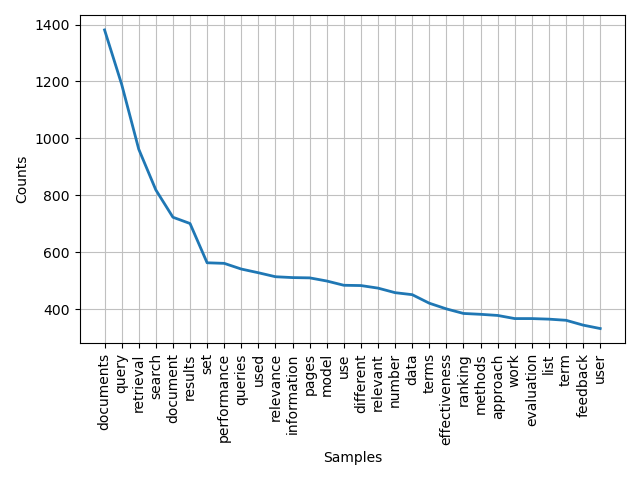 1400
1200
1000
800
600
400
Counts
documents
query
retrieval
search
document
results
set
performance
queries
used
relevance
information
pages
model
use
different
relevant
number
data
terms
effectiveness
ranking
methods
approach
work
evaluation
list
term
feedback
user
Samples